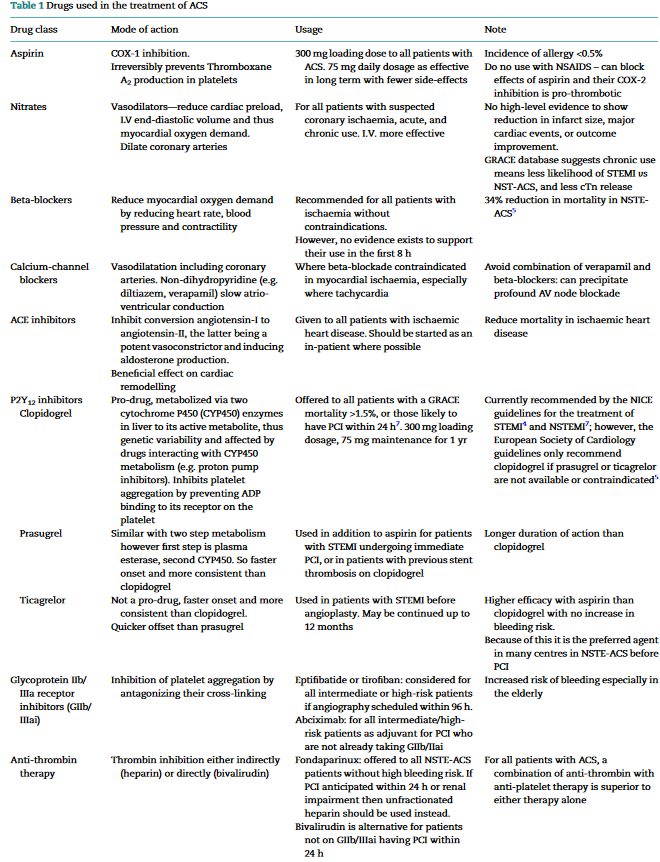 Table 1 Drugs used in the treatment of ACS
Drug class
Mode of action
Usage
Note
Aspirin
COX-1 inhibition.
Irreversibly prevents Thromboxane
A2 production in platelets
300 mg loading dose to all patients with
ACS. 75 mg daily dosage as effective
in long term with fewer side-effects
Incidence of allergy <0.5%
Do no use with NSAIDS – can block
effects of aspirin and their COX-2
inhibition is pro-thrombotic
Nitrates
Vasodilators—reduce cardiac preload,
I.V end-diastolic volume and thus
myocardial oxygen demand.
Dilate coronary arteries
For all patients with suspected
coronary ischaemia, acute, and
chronic use. I.V. more effective
No high-level evidence to show
reduction in infarct size, major
cardiac events, or outcome
improvement.
GRACE database suggests chronic use
means less likelihood of STEMI vs
NST-ACS, and less cTn release
Beta-blockers
Reduce myocardial oxygen demand
by reducing heart rate, blood
pressure and contractility
Recommended for all patients with
ischaemia without
contraindications.
However, no evidence exists to support
their use in the first 8 h
34% reduction in mortality in NSTE-
ACS5
Calcium-channel
blockers
Vasodilatation including coronary
arteries. Non-dihydropyridine (e.g.
diltiazem, verapamil) slow atrio-
ventricular conduction
Where beta-blockade contraindicated
in myocardial ischaemia, especially
where tachycardia
Avoid combination of verapamil and
beta-blockers: can precipitate
profound AV node blockade
ACE inhibitors
Inhibit conversion angiotensin-I to
angiotensin-II, the latter being a
potent vasoconstrictor and inducing
aldosterone production.
Beneficial effect on cardiac
remodelling
Given to all patients with ischaemic
heart disease. Should be started as an
in-patient where possible
Reduce mortality in ischaemic heart
disease
P2Y12 inhibitors
Clopidogrel
Pro-drug, metabolized via two
cytochrome P450 (CYP450) enzymes
in liver to its active metabolite, thus
genetic variability and affected by
drugs interacting with CYP450
metabolism (e.g. proton pump
inhibitors). Inhibits platelet
aggregation by preventing ADP
binding to its receptor on the
platelet
Offered to all patients with a GRACE
mortality >1.5%, or those likely to
have PCI within 24 h7. 300 mg loading
dosage, 75 mg maintenance for 1 yr
Currently recommended by the NICE
guidelines for the treatment of
STEMI4 and NSTEMI7; however, the
European Society of Cardiology
guidelines only recommend
clopidogrel if prasugrel or ticagrelor
are not available or contraindicated5
Prasugrel
Similar with two step metabolism
however first step is plasma
esterase, second CYP450. So faster
onset and more consistent than
clopidogrel
Used in addition to aspirin for patients
with STEMI undergoing immediate
PCI, or in patients with previous stent
thrombosis on clopidogrel
Longer duration of action than
clopidogrel
Ticagrelor
Not a pro-drug, faster onset and more
consistent than clopidogrel.
Quicker offset than prasugrel
Used in patients with STEMI before
angioplasty. May be continued up to
12 months
Higher efficacy with aspirin than
clopidogrel with no increase in
bleeding risk.
Because of this it is the preferred agent
in many centres in NSTE-ACS before
PCI
Glycoprotein IIb/
IIIa receptor
inhibitors (GIIb/
IIIai)
Inhibition of platelet aggregation by
antagonizing their cross-linking
Eptifibatide or tirofiban: considered for
all intermediate or high-risk patients
if angiography scheduled within 96 h.
Abciximab: for all intermediate/high-
risk patients as adjuvant for PCI who
are not already taking GIIb/IIai
Increased risk of bleeding especially in
the elderly
Anti-thrombin
therapy
Thrombin inhibition either indirectly
(heparin) or directly (bivalirudin)
Fondaparinux: offered to all NSTE-ACS
patients without high bleeding risk. If
PCI anticipated within 24 h or renal
impairment then unfractionated
heparin should be used instead.
Bivalirudin is alternative for patients
not on GIIb/IIIai having PCI within
24 h
For all patients with ACS, a
combination of anti-thrombin with
anti-platelet therapy is superior to
either therapy alone